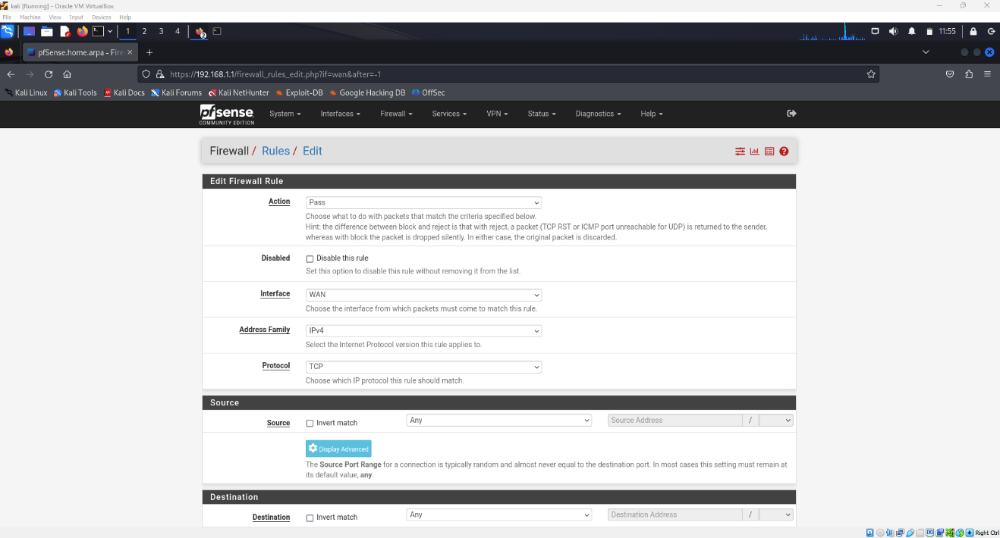 kali [Running] - Oracle VM VirtualBox
File Machine View Input Devices Help
1 2 3 4 2 11:55
pfSense.home.arpa - Fire
https://192.168.1.1/firewall_rules_edit.php?if=wan&after=-1
Kali Linux Kali Tools Kali Docs Kali Forums Kali NetHunter Exploit-DB Google Hacking DB OffSec
pfsense
COMMUNITY EDITION
System Interfaces Firewall Services VPN Status Diagnostics Help
Firewall / Rules / Edit
Edit Firewall Rule
Action Pass
Choose what to do with packets that match the criteria specified below.
Hint: the difference between block and reject is that with reject, a packet (TCP RST or ICMP port unreachable for UDP) is returned to the sender,
whereas with block the packet is dropped silently. In either case, the original packet is discarded.
Disabled Disable this rule
Set this option to disable this rule without removing it from the list.
Interface WAN
Choose the interface from which packets must come to match this rule.
Address Family IPv4
Select the Internet Protocol version this rule applies to.
Protocol TCP
Choose which IP protocol this rule should match.
Source
Source Invert match Any Source Address /
Display Advanced
The Source Port Range for a connection is typically random and almost never equal to the destination port. In most cases this setting must remain at
its default value, any.
Destination
Destination Invert match Any Destination Address /
Right Ctrl